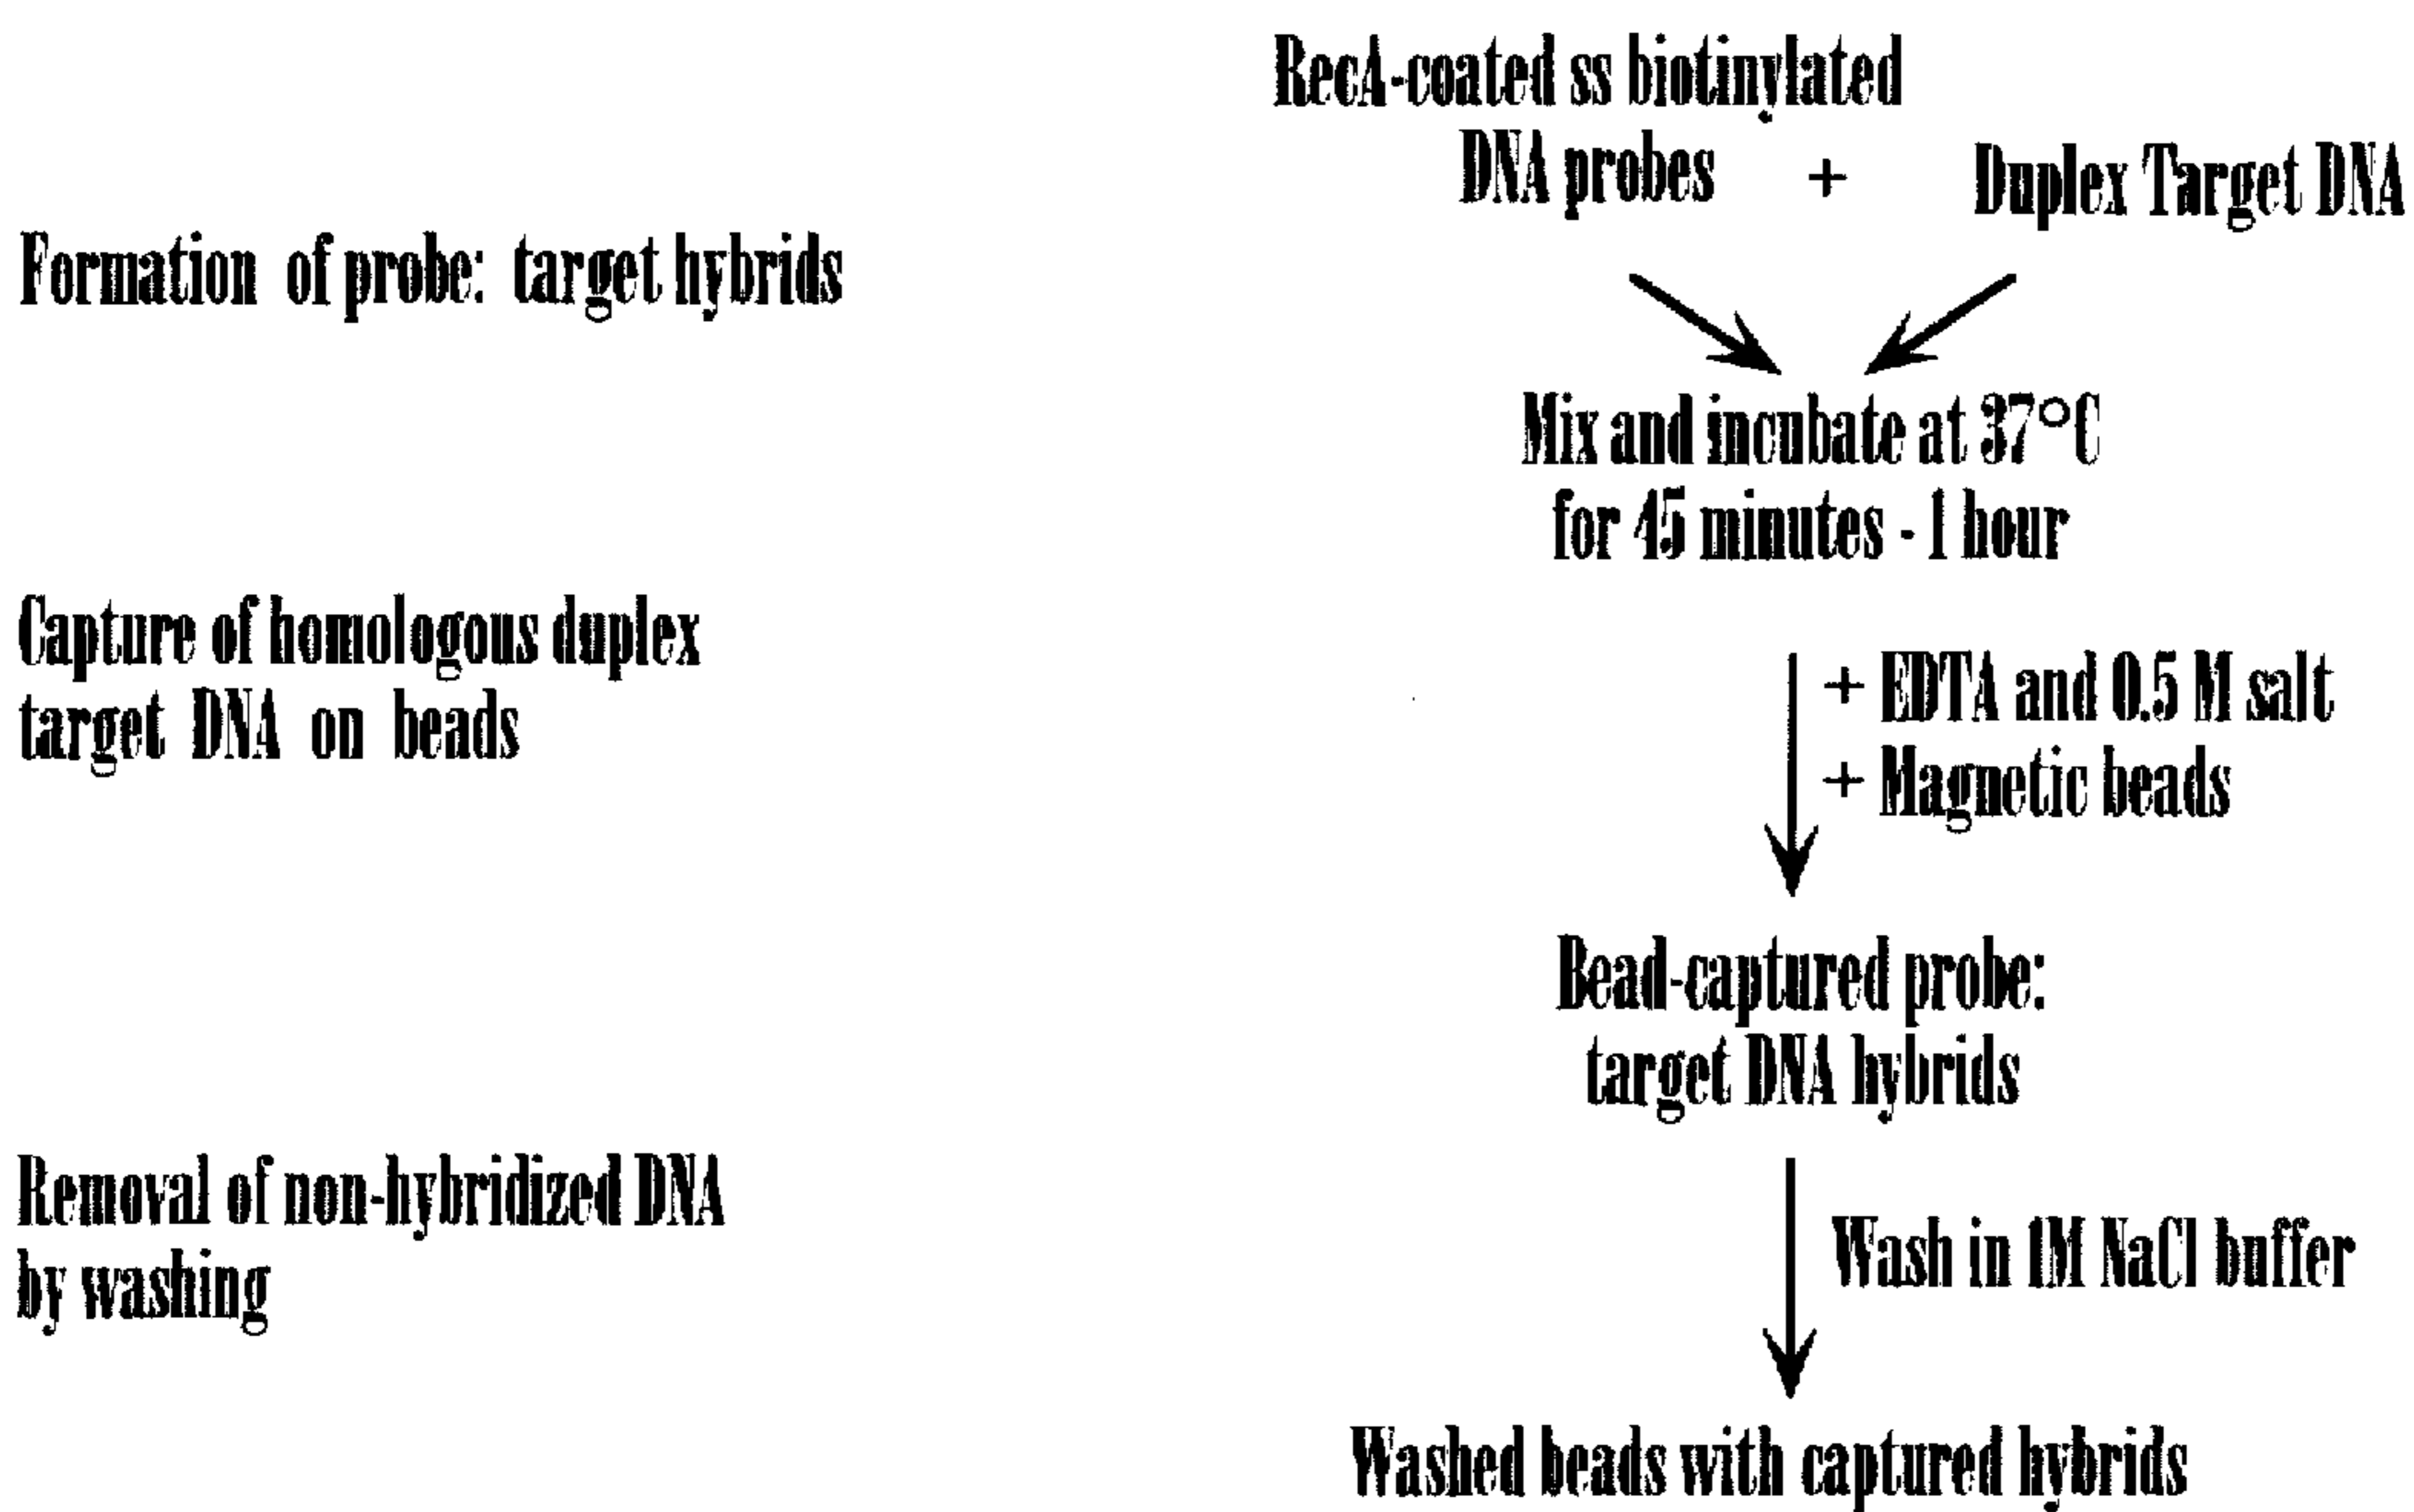 RecA-coated ss biotinylated
DNA probes + Duplex Target DNA
Formation of probe: target hybrids
Mix and incubate at 37°C
for 45 minutes - 1 hour
Capture of homologous duplex
target DNA on beads
+ EDTA and 0.5 M salt
+ Magnetic beads
Bead-captured probe:
target DNA hybrids
Removal of non-hybridized DNA
by washing
Wash in 1M NaCl buffer
Washed beads with captured hybrids